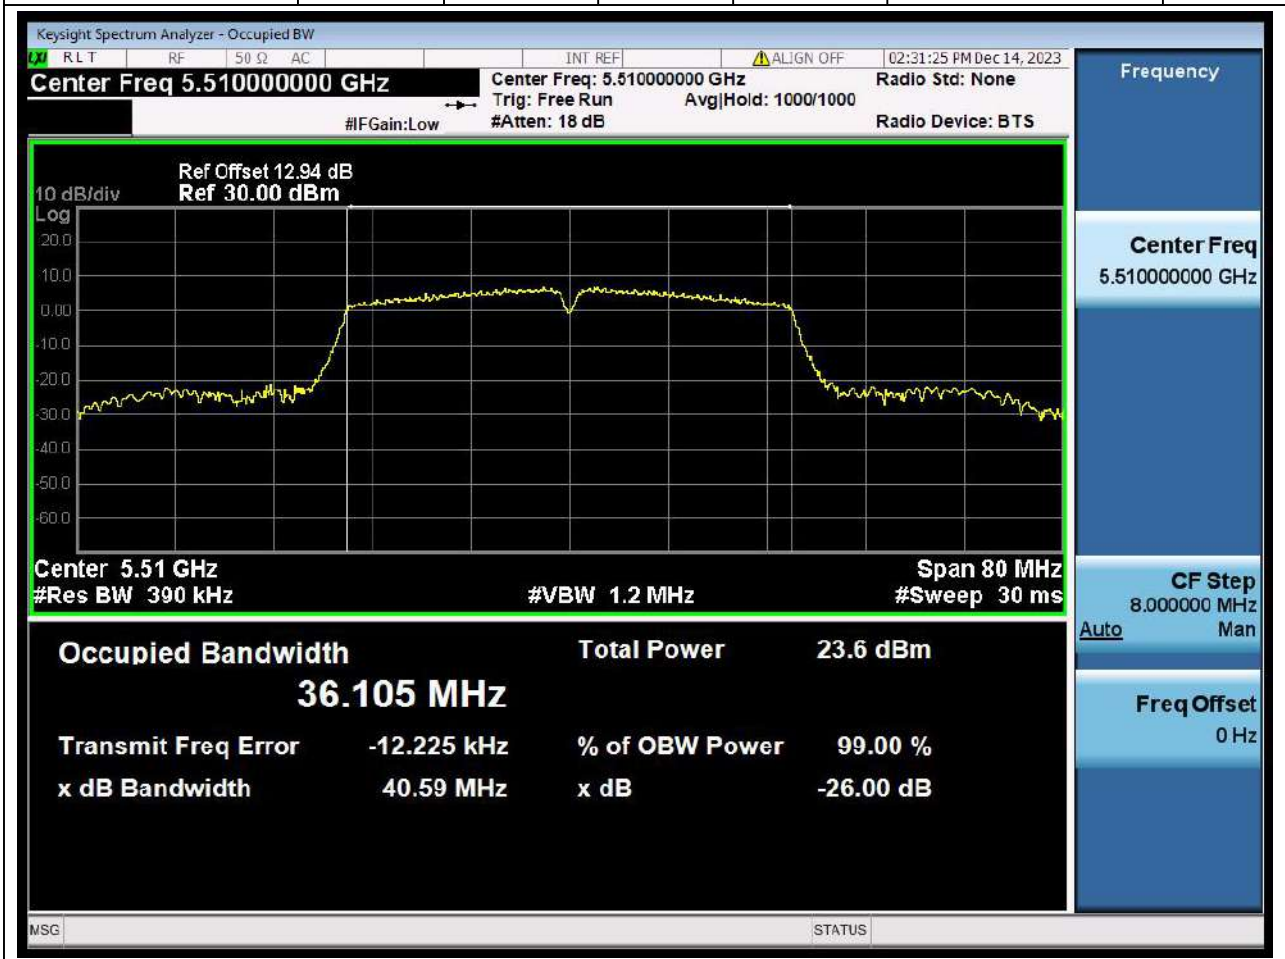 Keysight Spectrum Analyzer - Occupied BW
LXI RLT RF 50 Ω AC INT REF ALIGN OFF 02:31:25 PM Dec 14, 2023
Center Freq 5.510000000 GHz
Center Freq: 5.510000000 GHz
Radio Std: None
Trig: Free Run Avg|Hold: 1000/1000
#IFGain:Low #Atten: 18 dB
Radio Device: BTS
Ref Offset 12.94 dB
10 dB/div Ref 30.00 dBm
Log
20.0
10.0
0.00
-10.0
-20.0
-30.0
-40.0
-50.0
-60.0
Center 5.51 GHz Span 80 MHz
#Res BW 390 kHz #VBW 1.2 MHz #Sweep 30 ms
Occupied Bandwidth Total Power 23.6 dBm
36.105 MHz
Transmit Freq Error -12.225 kHz % of OBW Power 99.00 %
x dB Bandwidth 40.59 MHz x dB -26.00 dB
MSG STATUS
Frequency
Center Freq
5.510000000 GHz
CF Step
8.000000 MHz
Auto Man
Freq Offset
0 Hz